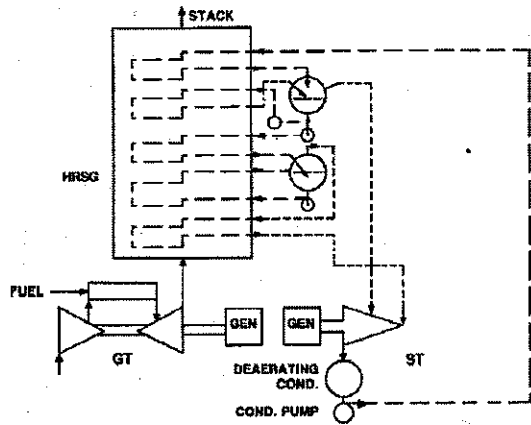 STACK
HRSG
FUEL
GT
GEN
GEN
ST
DEAERATING
COND.
COND. PUMP